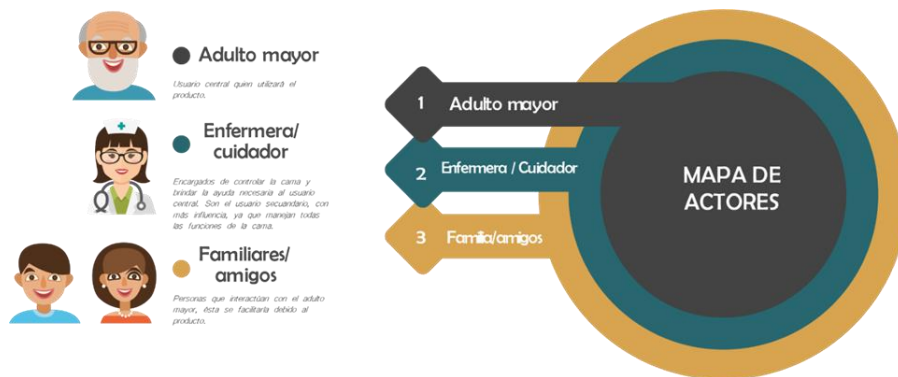 Adulto mayor
Usuario central quien utilizará el
producto.
Enfermera/
cuidador
Encargados de controlar la cama y
brindar la ayuda necesaria al usuario
central. Son el usuario secuandario, con
más influencia, ya que manejan todas
las funciones de la cama.
Familiares/
amigos
Personas que interactúan con el adulto
mayor, ésta se facilitaría debido al
producto.
1 Adulto mayor
2 Enfermera / Cuidador
3 Familia/amigos
MAPA DE
ACTORES